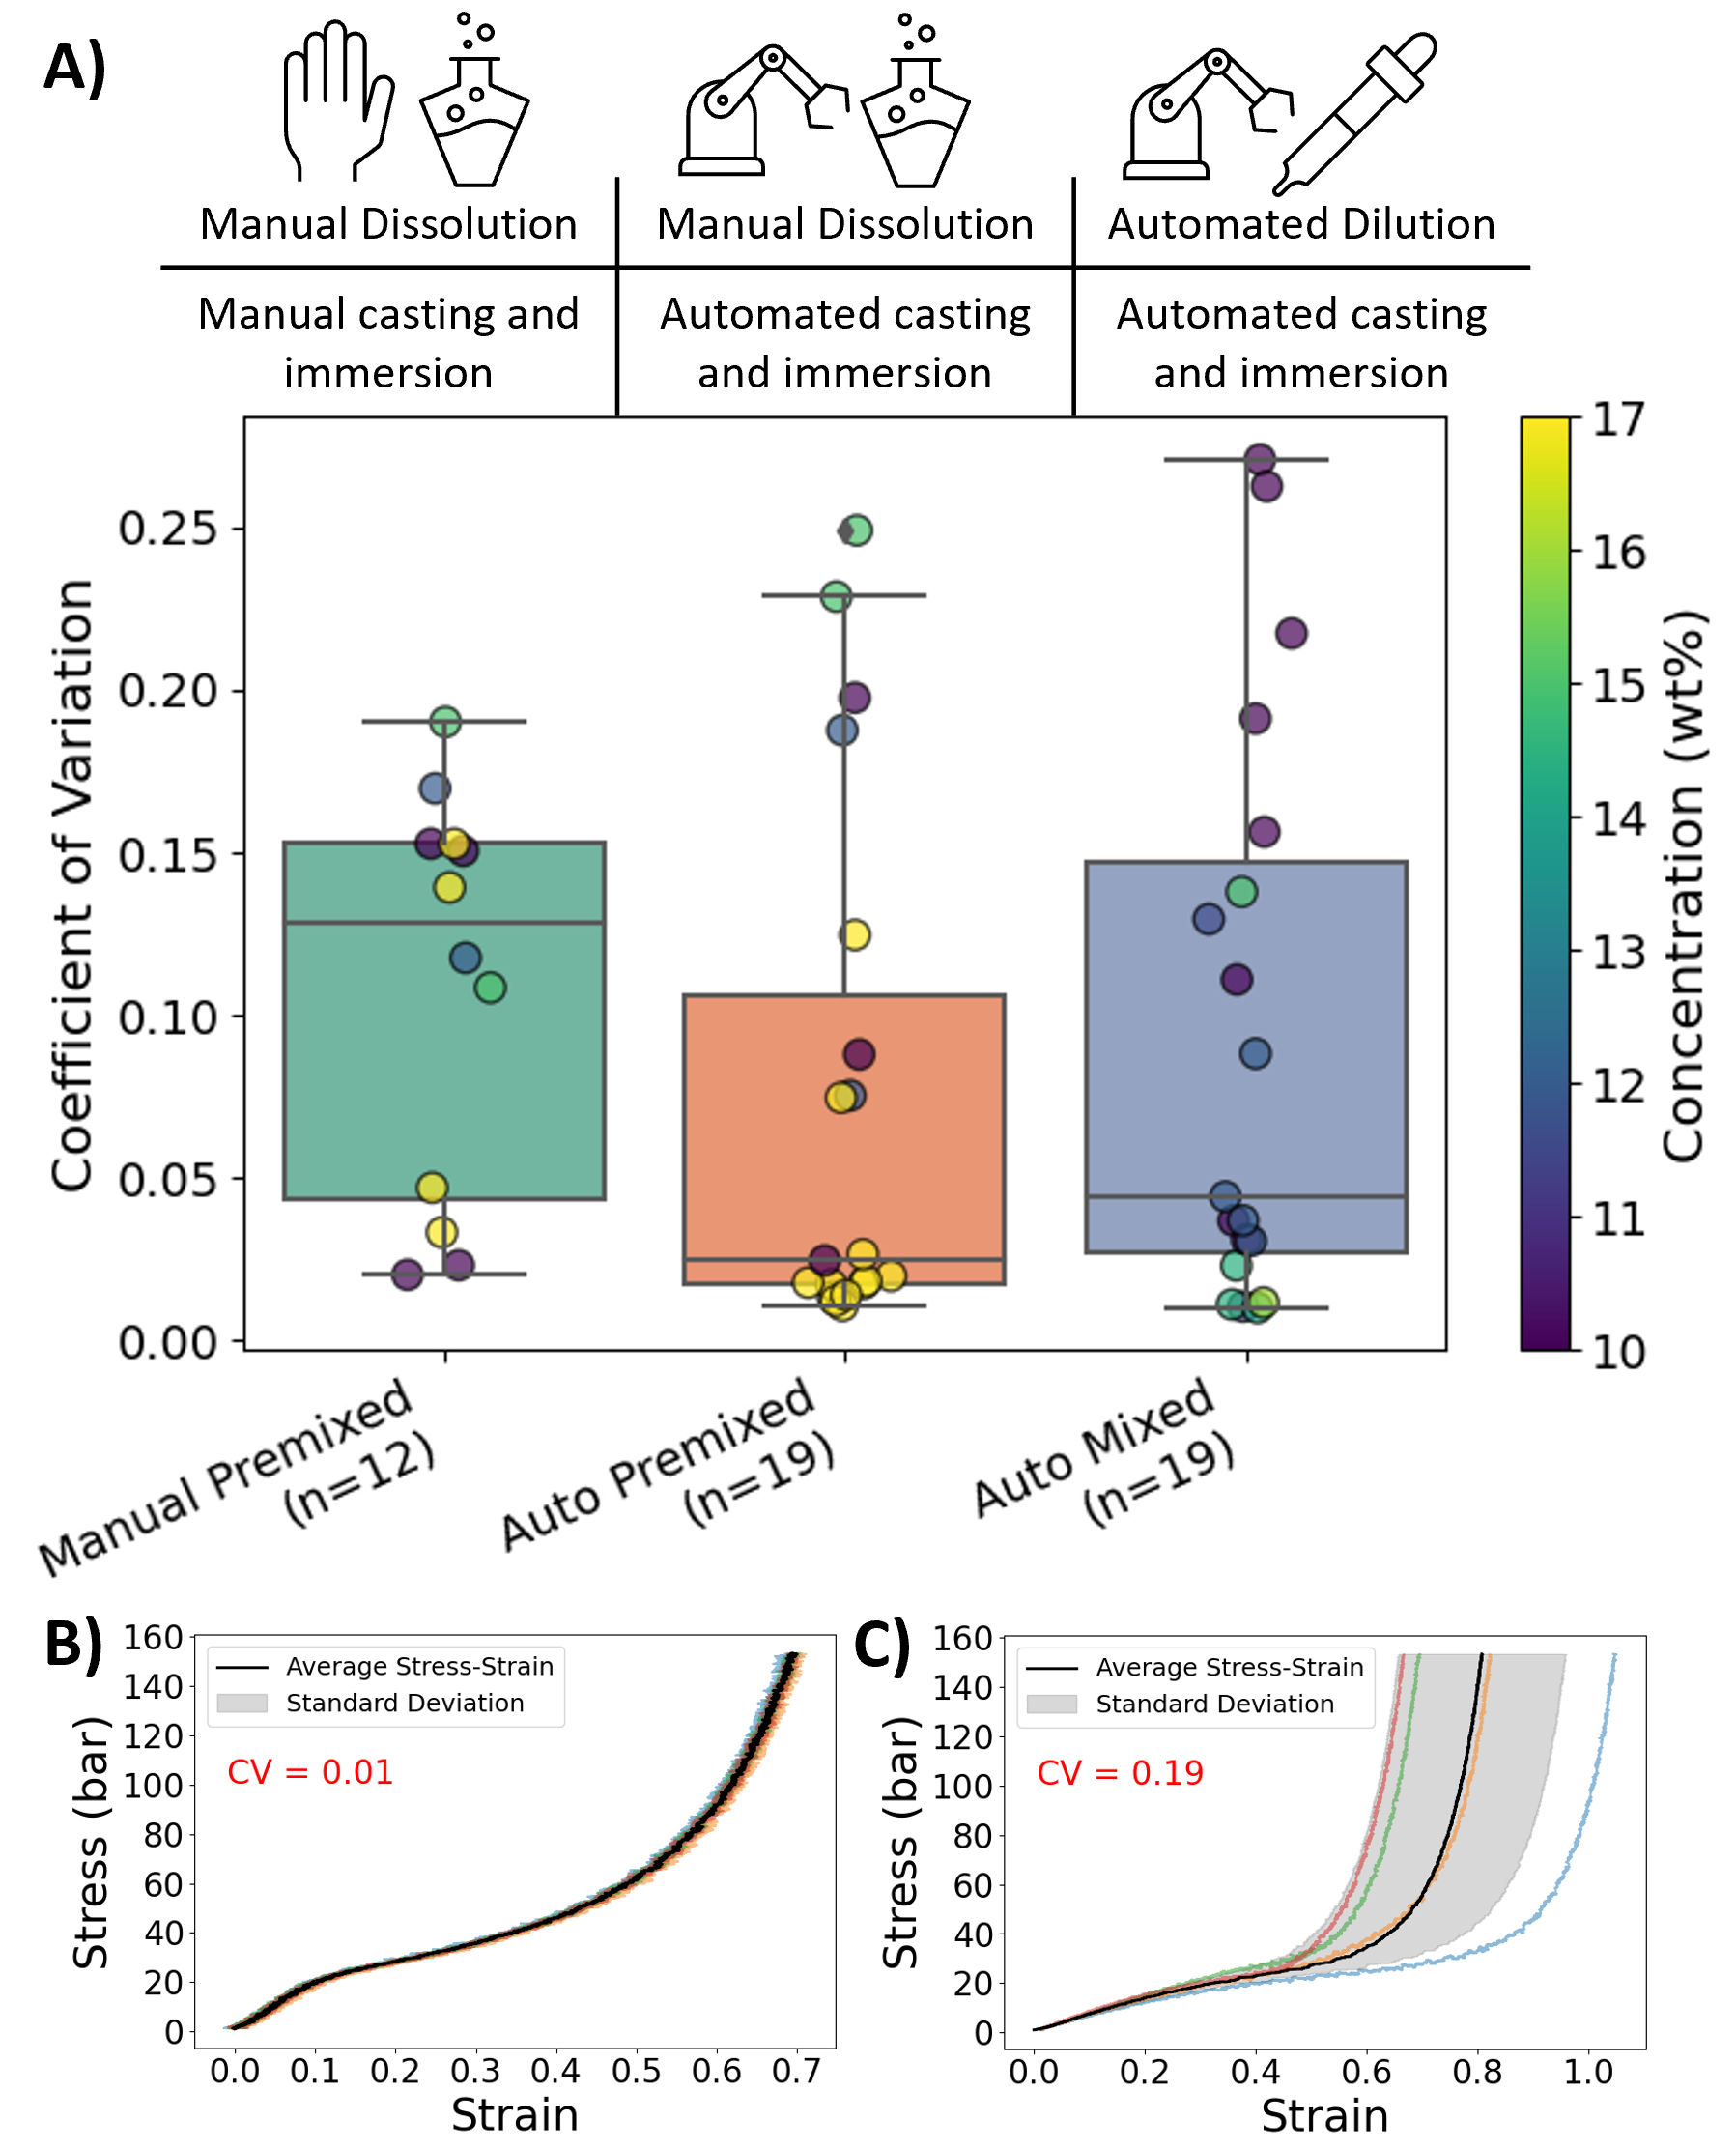 A)
Manual Dissolution
Manual Dissolution
Automated Dilution
Manual casting and
immersion
Automated casting
and immersion
Automated casting
and immersion
Coefficient of Variation
0.25
0.20
0.15
0.10
0.05
0.00
17
16
15
14
13
12
11
10
Concentration (wt%)
Manual Premixed
(n=12)
Auto Premixed
(n=19)
Auto Mixed
(n=19)
B)
Stress (bar)
160
140
120
100
80
60
40
20
0
Average Stress-Strain
Standard Deviation
CV = 0.01
0.0 0.1 0.2 0.3 0.4 0.5 0.6 0.7
Strain
C)
Stress (bar)
160
140
120
100
80
60
40
20
0
Average Stress-Strain
Standard Deviation
CV = 0.19
0.0 0.2 0.4 0.6 0.8 1.0
Strain